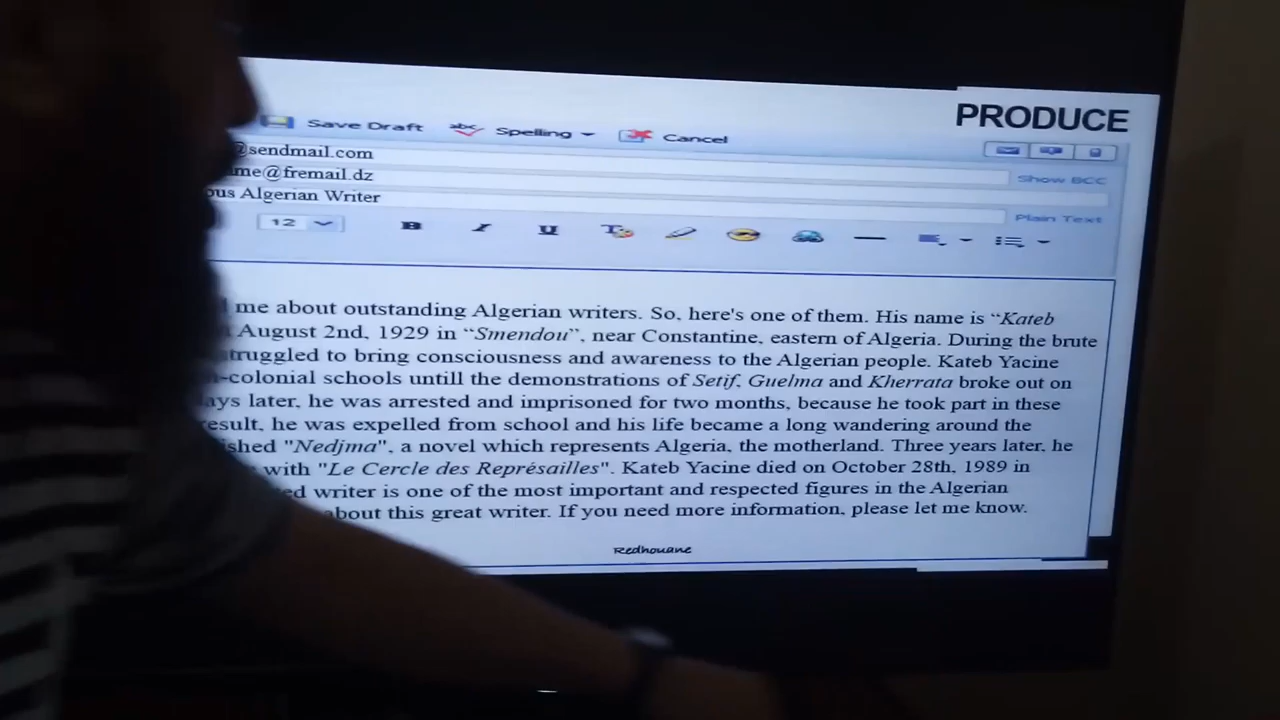 PRODUCE
Save Draft abc Spelling Cancel
@sendmail.com
me@fremail.dz Show BCC
ous Algerian Writer
Plain Text
12 B I U T
me about outstanding Algerian writers. So, here's one of them. His name is “Kateb
August 2nd, 1929 in “Smendou”, near Constantine, eastern of Algeria. During the brute
struggled to bring consciousness and awareness to the Algerian people. Kateb Yacine
-colonial schools untill the demonstrations of Setif, Guelma and Kherrata broke out on
ays later, he was arrested and imprisoned for two months, because he took part in these
result, he was expelled from school and his life became a long wandering around the
shed "Nedjma", a novel which represents Algeria, the motherland. Three years later, he
with "Le Cercle des Représailles". Kateb Yacine died on October 28th, 1989 in
ed writer is one of the most important and respected figures in the Algerian
about this great writer. If you need more information, please let me know.
Redhouane